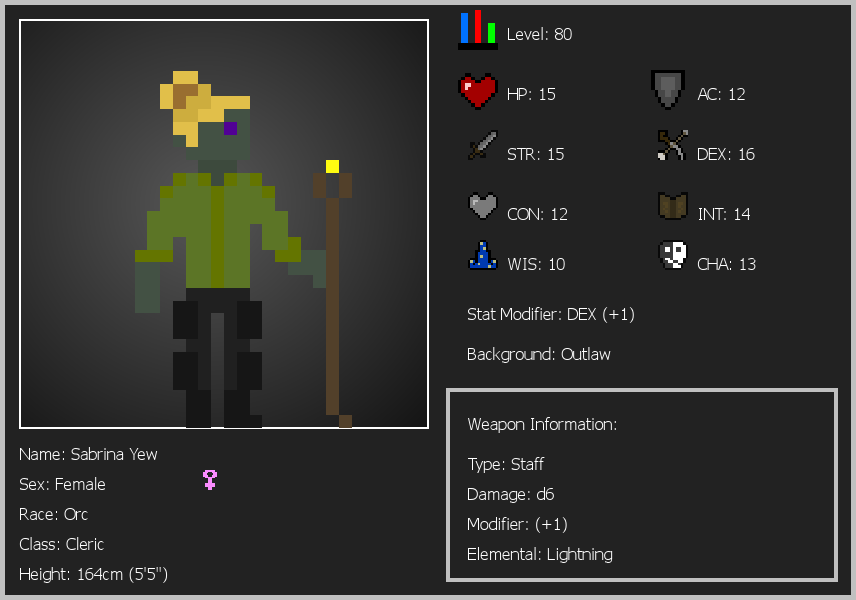 Level: 80
HP: 15
AC: 12
STR: 15
DEX: 16
CON: 12
INT: 14
WIS: 10
CHA: 13
Stat Modifier: DEX (+1)
Background: Outlaw
Weapon Information:
Type: Staff
Damage: d6
Modifier: (+1)
Elemental: Lightning
Name: Sabrina Yew
Sex: Female
Race: Orc
Class: Cleric
Height: 164cm (5'5")